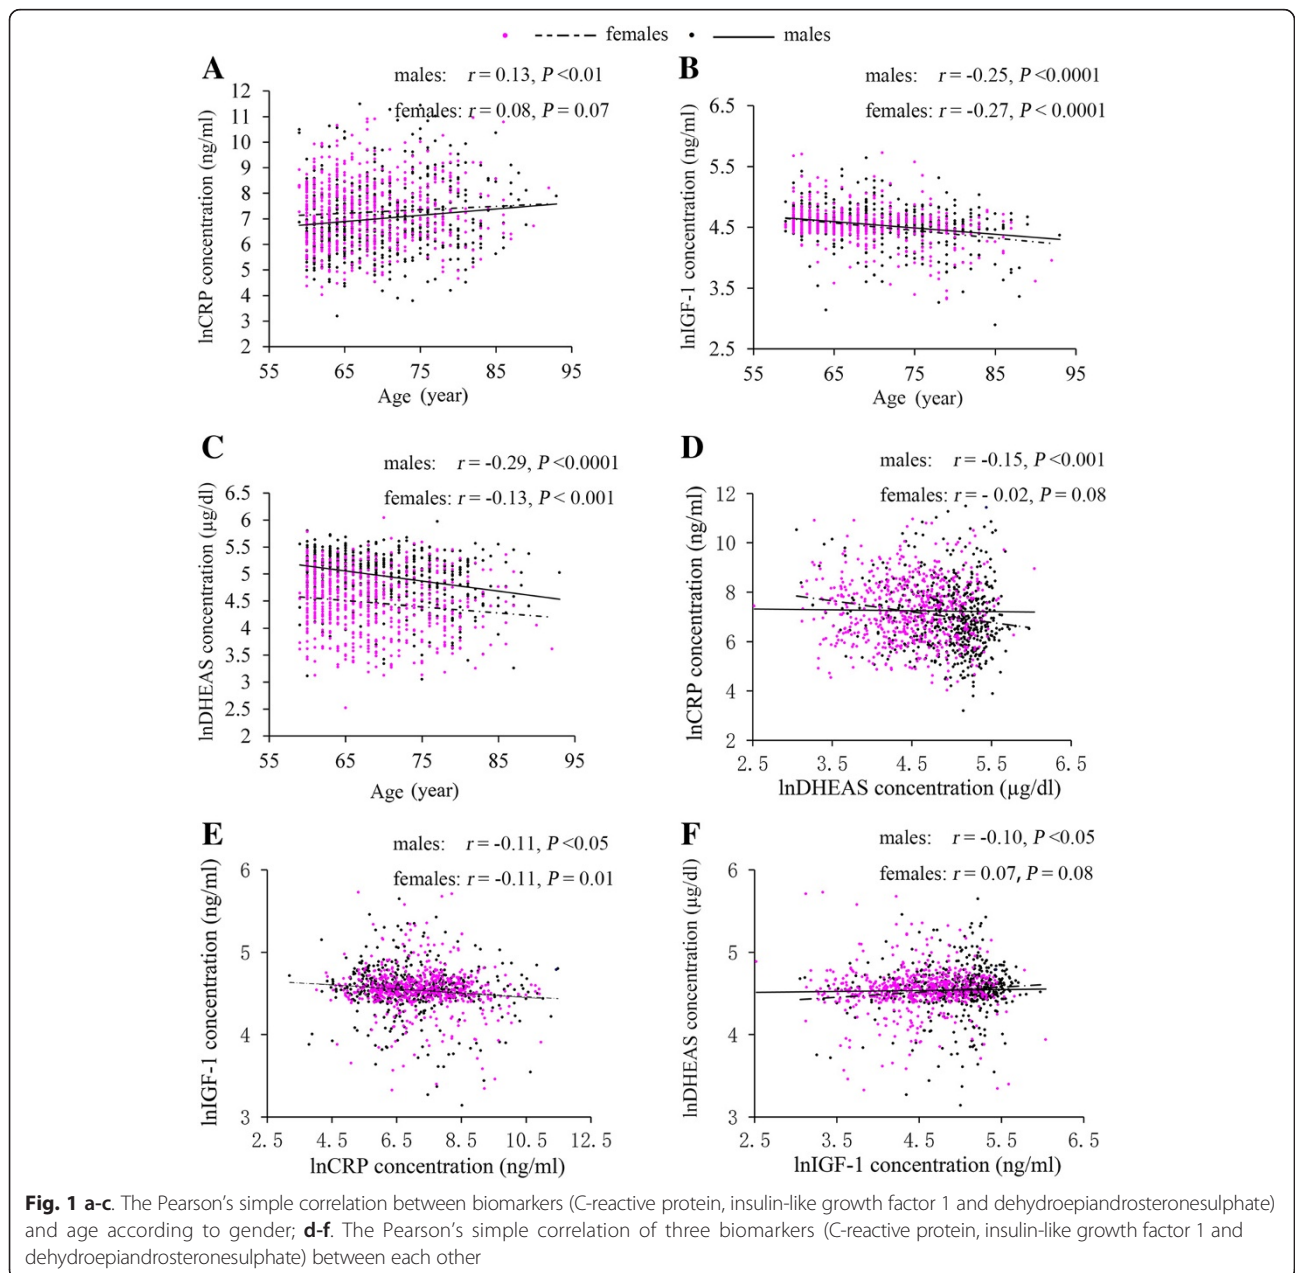 females males
A
males: r = 0.13, P <0.01
females: r = 0.08, P = 0.07
lnCRP concentration (ng/ml)
12
11
10
9
8
7
6
5
4
3
2
55 65 75 85 95
Age (year)
B
males: r = -0.25, P <0.0001
females: r = -0.27, P < 0.0001
lnIGF-1 concentration (ng/ml)
6.5
5.5
4.5
3.5
2.5
55 65 75 85 95
Age (year)
C
males: r = -0.29, P <0.0001
females: r = -0.13, P < 0.001
lnDHEAS concentration (µg/dl)
6.5
6
5.5
5
4.5
4
3.5
3
2.5
2
55 65 75 85 95
Age (year)
D
males: r = -0.15, P <0.001
females: r = - 0.02, P = 0.08
lnCRP concentration (ng/ml)
12
10
8
6
4
2
2.5 3.5 4.5 5.5 6.5
lnDHEAS concentration (µg/dl)
E
males: r = -0.11, P <0.05
females: r = -0.11, P = 0.01
lnIGF-1 concentration (ng/ml)
6
5
4
3
2.5 4.5 6.5 8.5 10.5 12.5
lnCRP concentration (ng/ml)
F
males: r = -0.10, P <0.05
females: r = 0.07, P = 0.08
lnDHEAS concentration (µg/dl)
6
5
4
3
2.5 3.5 4.5 5.5 6.5
lnIGF-1 concentration (ng/ml)
Fig. 1 a-c. The Pearson's simple correlation between biomarkers (C-reactive protein, insulin-like growth factor 1 and dehydroepiandrosteronesulphate)
and age according to gender; d-f. The Pearson's simple correlation of three biomarkers (C-reactive protein, insulin-like growth factor 1 and
dehydroepiandrosteronesulphate) between each other